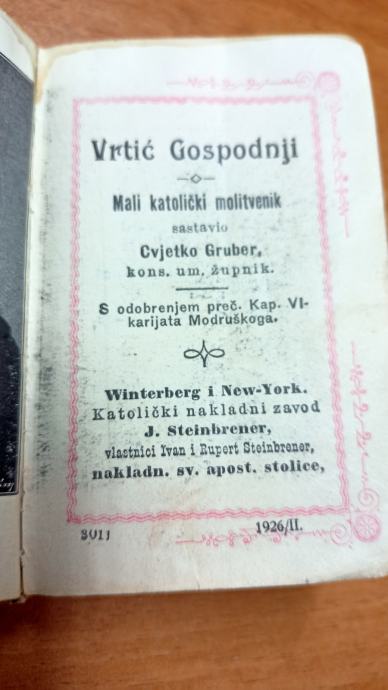 Vrtić Gospodnji
Mali katolički molitvenik
sastavio
Cvjetko Gruber,
kons. um. župnik.
S odobrenjem preč. Kap. VI-
karijata Modruškoga.
Winterberg i New-York.
Katolički nakladni zavod
J. Steinbrener,
vlastnici Ivan i Rupert Steinbrener,
nakladn. sv. apost. stolice,
3011 1926/II.